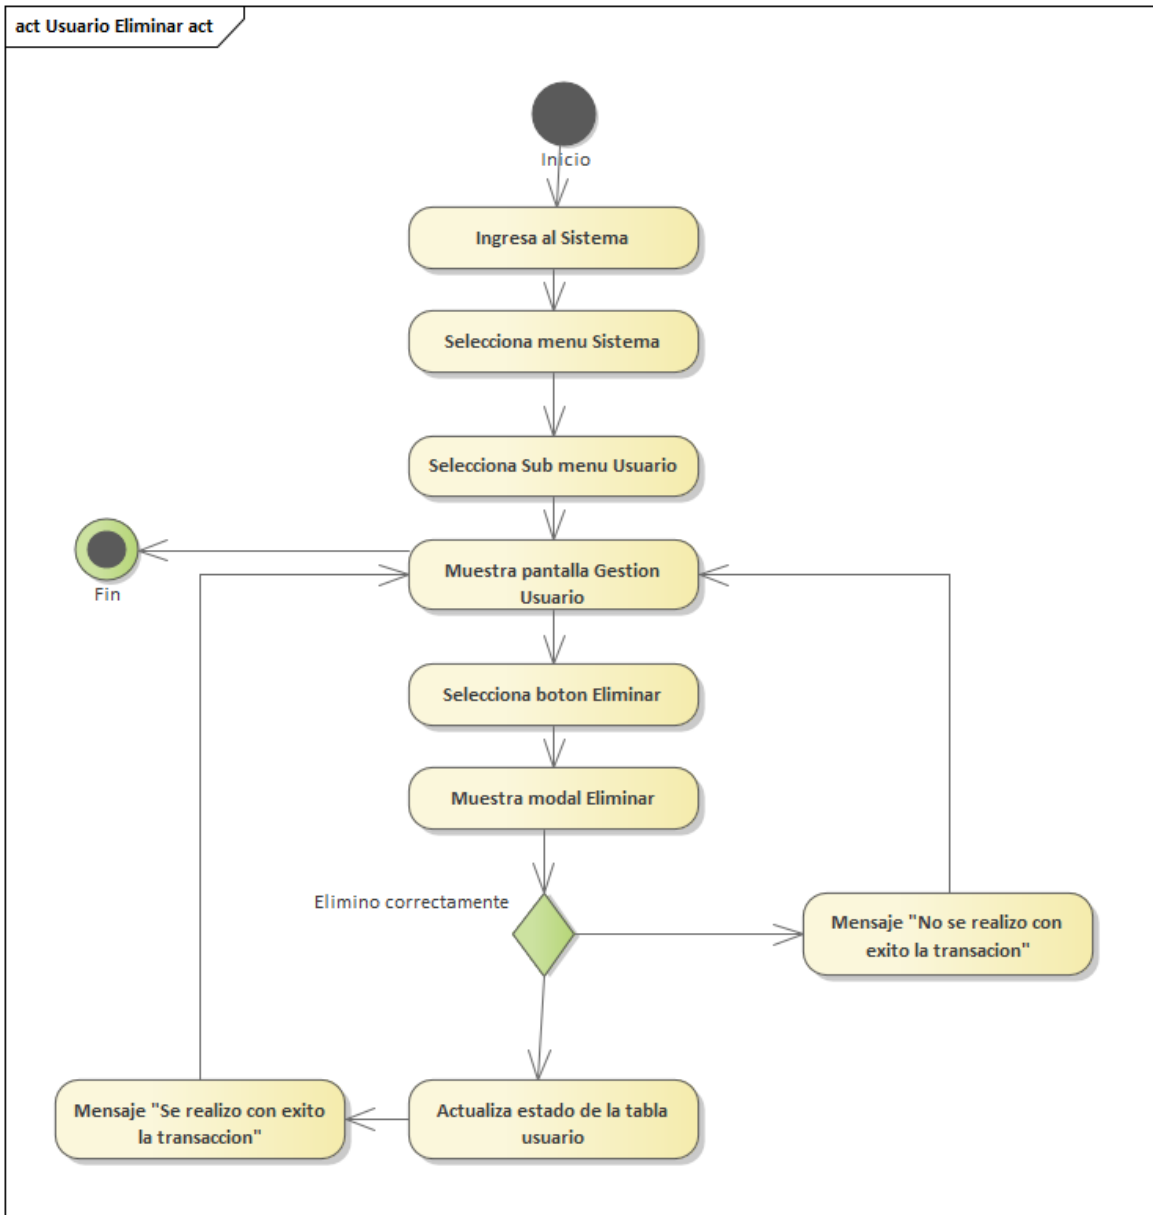 act Usuario Eliminar act
Inicio
Ingresa al Sistema
Selecciona menu Sistema
Selecciona Sub menu Usuario
Muestra pantalla Gestion
Usuario
Fin
Selecciona boton Eliminar
Muestra modal Eliminar
Elimino correctamente
Mensaje "No se realizo con
exito la transacion"
Actualiza estado de la tabla
usuario
Mensaje "Se realizo con exito
la transaccion"